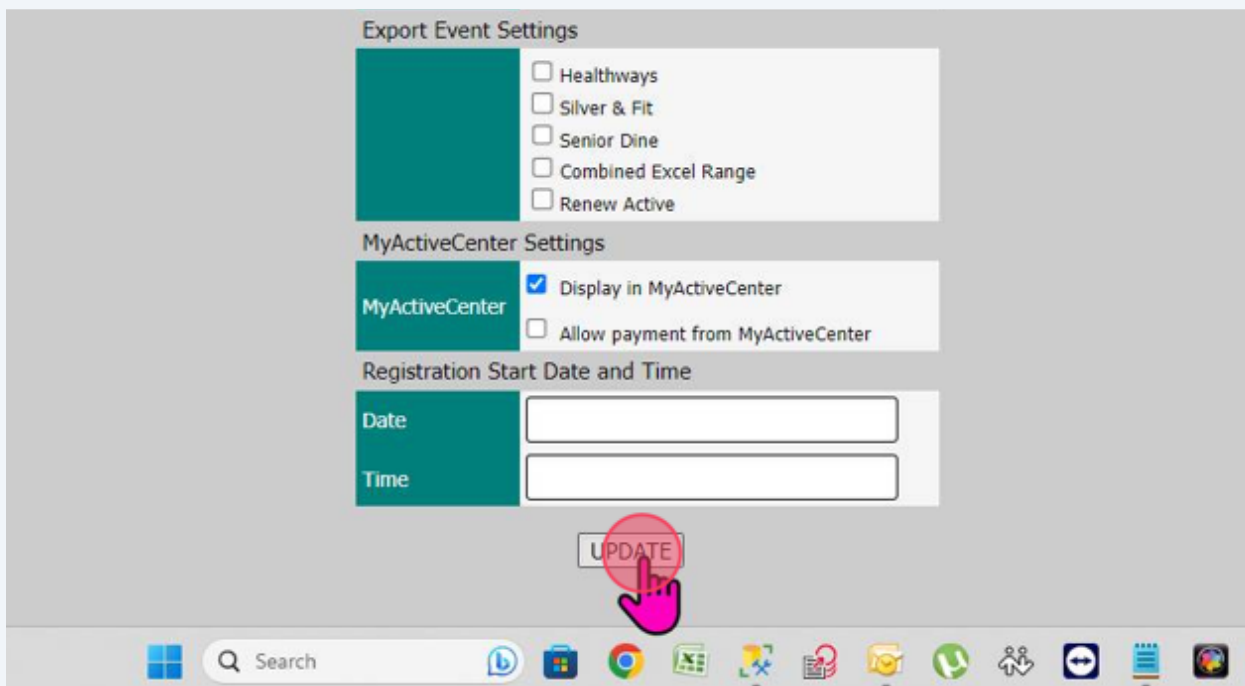 Export Event Settings
Healthways
Silver & Fit
Senior Dine
Combined Excel Range
Renew Active
MyActiveCenter Settings
MyActiveCenter
Display in MyActiveCenter
Allow payment from MyActiveCenter
Registration Start Date and Time
Date
Time
UPDATE
Search